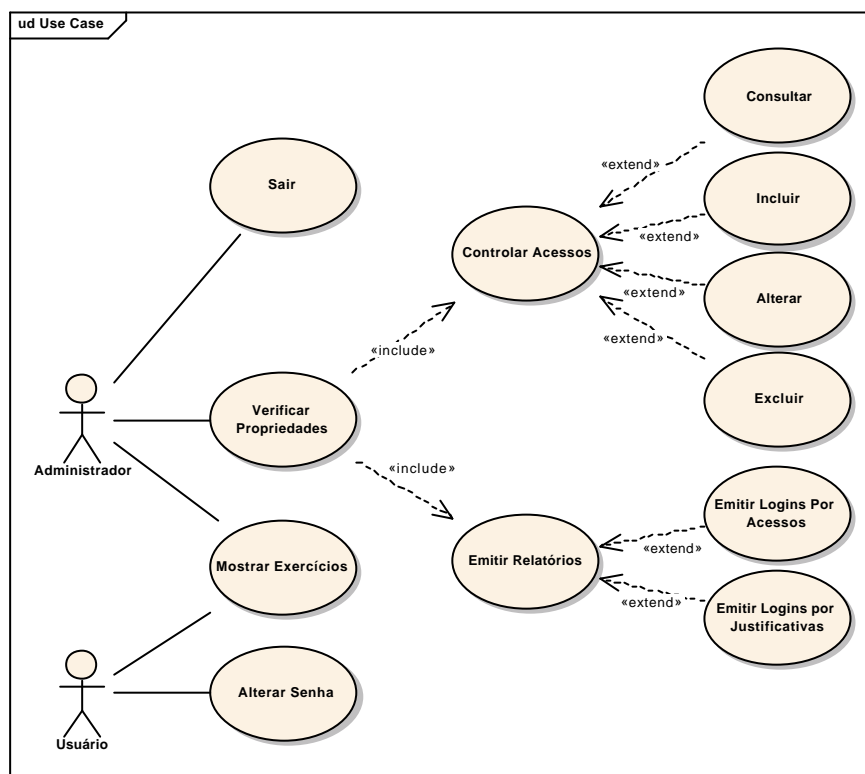 ud Use Case
Consultar
«extend»
Sair
Incluir
«extend»
Controlar Acessos
«extend»
Alterar
«extend»
«include»
Excluir
Verificar
Propriedades
Administrador
«include»
Emitir Logins Por
Acessos
«extend»
Mostrar Exercícios
Emitir Relatórios
«extend»
Emitir Logins por
Justificativas
Alterar Senha
Usuário